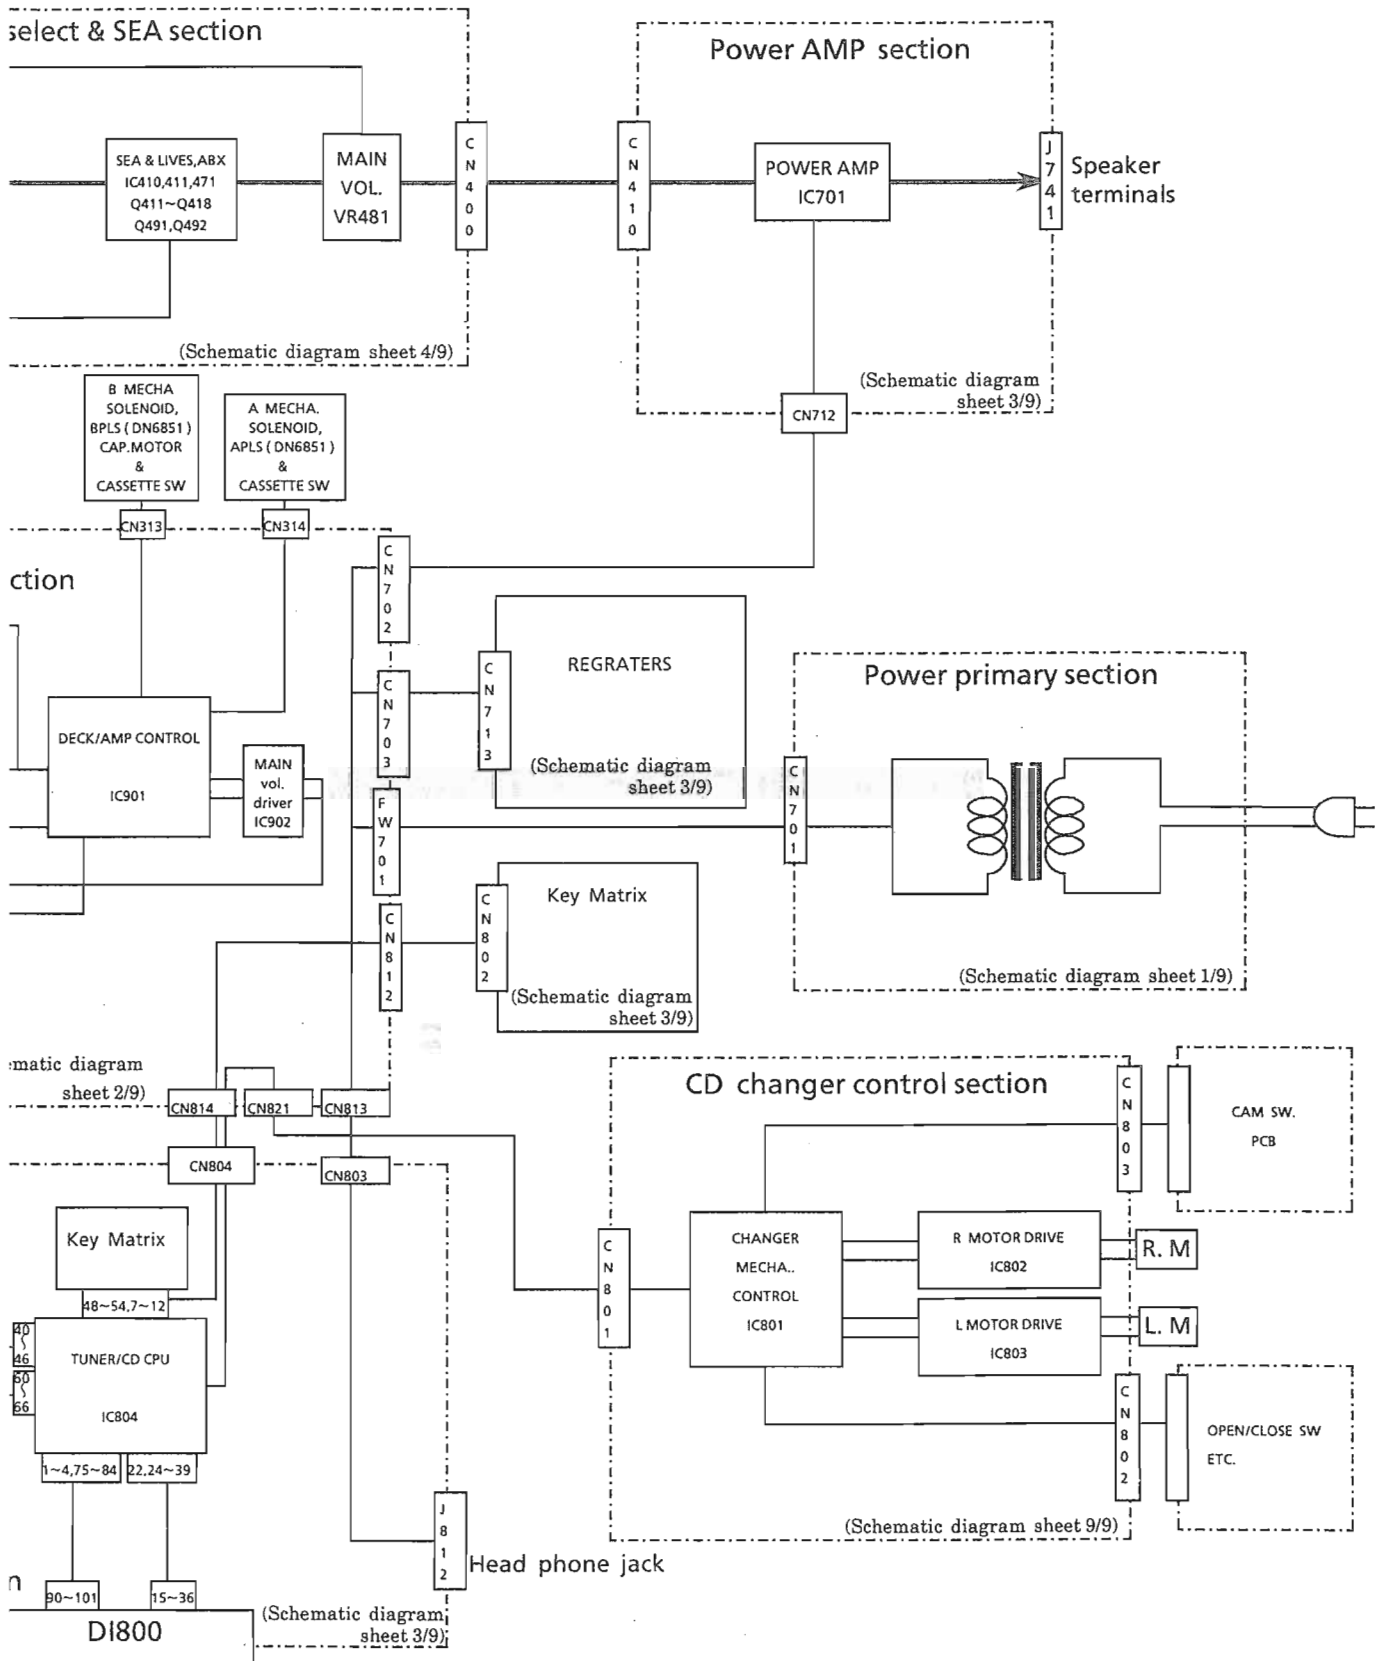 select & SEA section
SEA & LIVES,ABX
IC410,411,471
Q411~Q418
Q491,Q492
MAIN
VOL.
VR481
CN400
(Schematic diagram sheet 4/9)
Power AMP section
CN410
POWER AMP
IC701
J741
Speaker
terminals
(Schematic diagram
sheet 3/9)
CN712
B MECHA
SOLENOID,
BPLS ( DN6851 )
CAP.MOTOR
&
CASSETTE SW
A MECHA.
SOLENOID,
APLS ( DN6851 )
&
CASSETTE SW
CN313
CN314
ction
CN702
DECK/AMP CONTROL
IC901
MAIN
vol.
driver
IC902
CN703
CN713
REGRATERS
(Schematic diagram
sheet 3/9)
FW701
Power primary section
CN701
(Schematic diagram sheet 1/9)
CN812
CN802
Key Matrix
(Schematic diagram
sheet 3/9)
ematic diagram
sheet 2/9)
CN814
CN821
CN813
CN804
CN803
Key Matrix
48~54,7~12
40
~
46
60
~
66
TUNER/CD CPU
IC804
1~4,75~84
22,24~39
90~101
15~36
n
DI800
J812
Head phone jack
(Schematic diagram
sheet 3/9)
CD changer control section
CN803
CAM SW.
PCB
CN801
CHANGER
MECHA..
CONTROL
IC801
R MOTOR DRIVE
IC802
R. M
L MOTOR DRIVE
IC803
L. M
CN802
OPEN/CLOSE SW
ETC.
(Schematic diagram sheet 9/9)